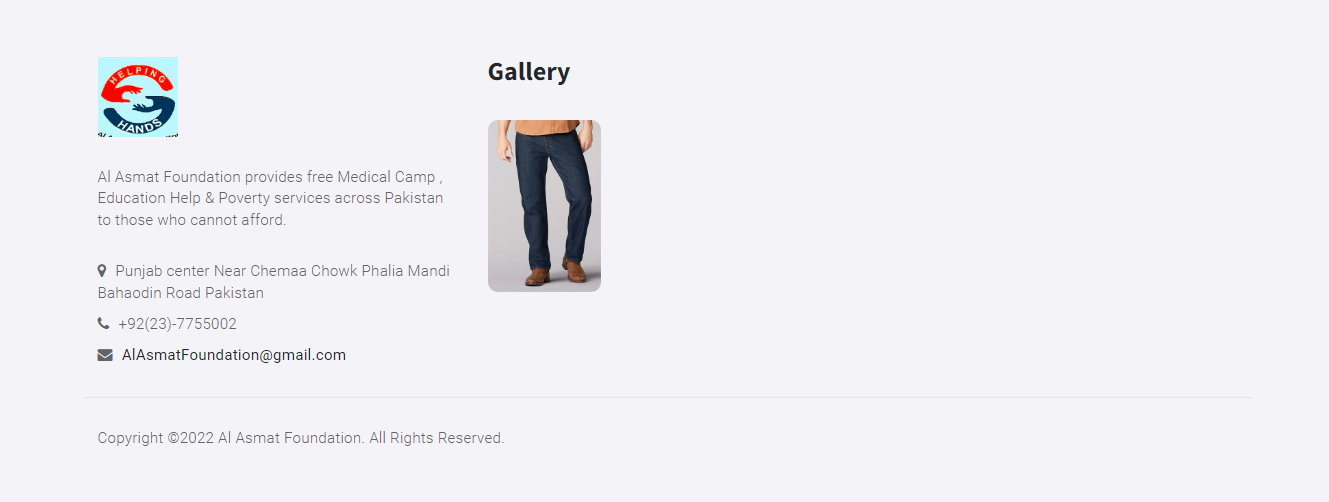 HELPING
HANDS
Al Asmat Foundation provides free Medical Camp ,
Education Help & Poverty services across Pakistan
to those who cannot afford.
Punjab center Near Chemaa Chowk Phalia Mandi
Bahaodin Road Pakistan
+92(23)-7755002
AlAsmatFoundation@gmail.com
Gallery
Copyright ©2022 Al Asmat Foundation. All Rights Reserved.